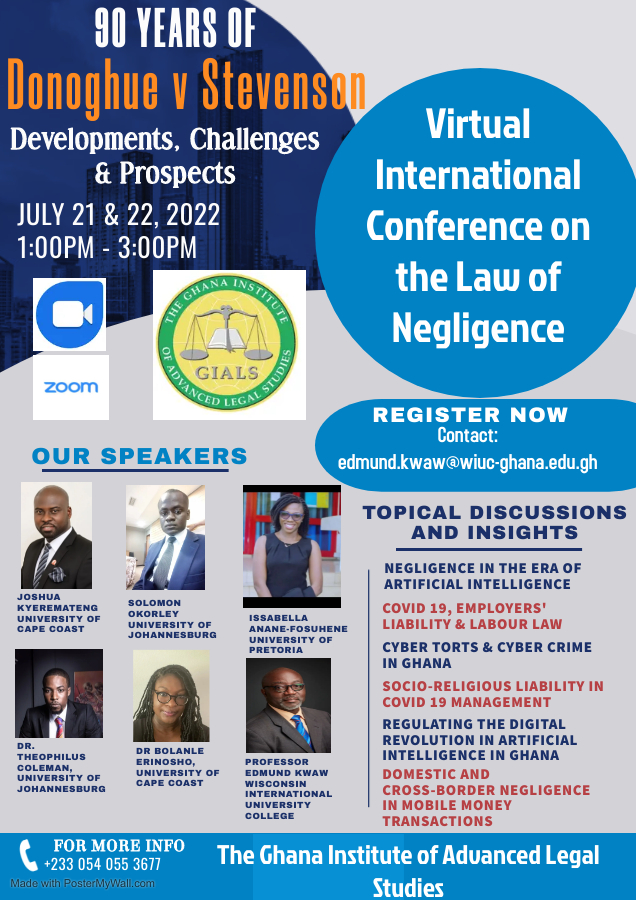 90 YEARS OF
Donoghue v Stevenson
Developments, Challenges
& Prospects
JULY 21 & 22, 2022
1:00PM - 3:00PM
Virtual
International
Conference on
the Law of
Negligence
zoom
THE GHANA INSTITUTE
GIALS
OF ADVANCED LEGAL STUDIES
REGISTER NOW
Contact:
edmund.kwaw@wiuc-ghana.edu.gh
OUR SPEAKERS
JOSHUA
KYEREMATENG
UNIVERSITY OF
CAPE COAST
SOLOMON
OKORLEY
UNIVERSITY OF
JOHANNESBURG
ISSABELLA
ANANE-FOSUHENE
UNIVERSITY OF
PRETORIA
DR.
THEOPHILUS
COLEMAN,
UNIVERSITY OF
JOHANNESBURG
DR BOLANLE
ERINOSHO,
UNIVERSITY OF
CAPE COAST
PROFESSOR
EDMUND KWAW
WISCONSIN
INTERNATIONAL
UNIVERSITY
COLLEGE
TOPICAL DISCUSSIONS
AND INSIGHTS
NEGLIGENCE IN THE ERA OF
ARTIFICIAL INTELLIGENCE
COVID 19, EMPLOYERS'
LIABILITY & LABOUR LAW
CYBER TORTS & CYBER CRIME
IN GHANA
SOCIO-RELIGIOUS LIABILITY IN
COVID 19 MANAGEMENT
REGULATING THE DIGITAL
REVOLUTION IN ARTIFICIAL
INTELLIGENCE IN GHANA
DOMESTIC AND
CROSS-BORDER NEGLIGENCE
IN MOBILE MONEY
TRANSACTIONS
FOR MORE INFO
+233 054 055 3677
Made with PosterMyWall.com
The Ghana Institute of Advanced Legal
Studies